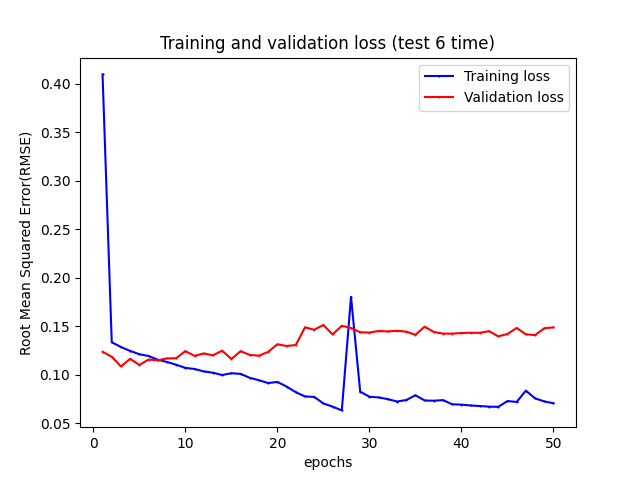 Training and validation loss (test 6 time)
Training loss
Validation loss
Root Mean Squared Error(RMSE)
0.40
0.35
0.30
0.25
0.20
0.15
0.10
0.05
0 10 20 30 40 50
epochs